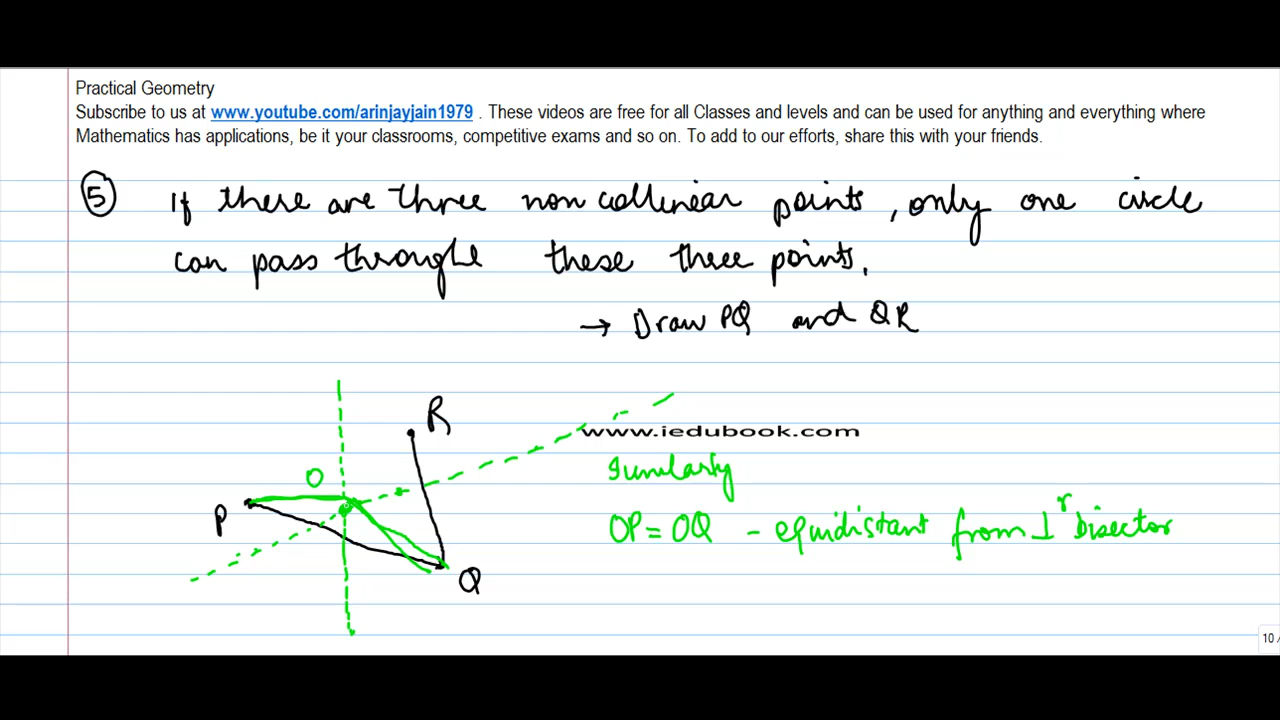 Practical Geometry
Subscribe to us at www.youtube.com/arinjayjain1979 . These videos are free for all Classes and levels and can be used for anything and everything where
Mathematics has applications, be it your classrooms, competitive exams and so on. To add to our efforts, share this with your friends.
⑤ If there are three non collinear points, only one circle
can pass through these three points.
→ Draw PQ and QR
R
www.iedubook.com
O
Similarly
P
OP = OQ - equidistant from ⊥r Bisector
Q
10 /